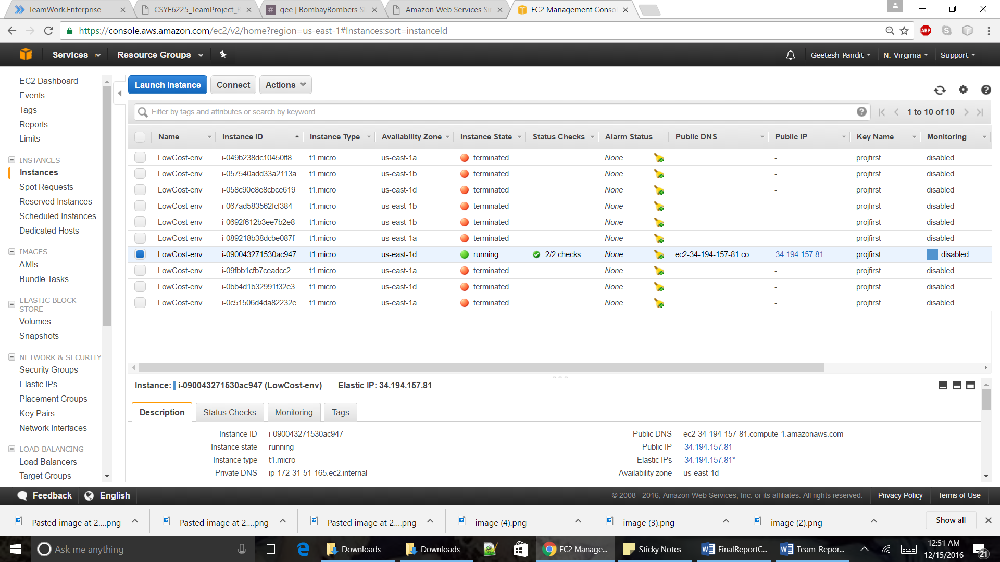 TeamWork.Enterprise
CSYE6225_TeamProject_F
gee | BombayBombers Sl
Amazon Web Services Sim
EC2 Management Conso
https://console.aws.amazon.com/ec2/v2/home?region=us-east-1#Instances:sort=instanceId
ABP
Services
Resource Groups
Geetesh Pandit
N. Virginia
Support
EC2 Dashboard
Events
Tags
Reports
Limits
INSTANCES
Instances
Spot Requests
Reserved Instances
Scheduled Instances
Dedicated Hosts
IMAGES
AMIs
Bundle Tasks
ELASTIC BLOCK
STORE
Volumes
Snapshots
NETWORK & SECURITY
Security Groups
Elastic IPs
Placement Groups
Key Pairs
Network Interfaces
LOAD BALANCING
Load Balancers
Target Groups
Launch Instance Connect Actions
Filter by tags and attributes or search by keyword
1 to 10 of 10
Name Instance ID Instance Type Availability Zone Instance State Status Checks Alarm Status Public DNS Public IP Key Name Monitoring
LowCost-env i-049b238dc10450ff8 t1.micro us-east-1a terminated None - projfirst disabled
LowCost-env i-057540add33a2113a t1.micro us-east-1b terminated None - projfirst disabled
LowCost-env i-058c90e8e8cbce619 t1.micro us-east-1d terminated None - projfirst disabled
LowCost-env i-067ad583562fcf384 t1.micro us-east-1b terminated None - projfirst disabled
LowCost-env i-0692f612b3ee7b2e8 t1.micro us-east-1b terminated None - projfirst disabled
LowCost-env i-089218b38dcbe087f t1.micro us-east-1a terminated None - projfirst disabled
LowCost-env i-090043271530ac947 t1.micro us-east-1d running 2/2 checks ... None ec2-34-194-157-81.co... 34.194.157.81 projfirst disabled
LowCost-env i-09fbb1cfb7ceadcc2 t1.micro us-east-1a terminated None - projfirst disabled
LowCost-env i-0bb4d1b32991f32e3 t1.micro us-east-1d terminated None - projfirst disabled
LowCost-env i-0c51506d4da82232e t1.micro us-east-1a terminated None - projfirst disabled
Instance: i-090043271530ac947 (LowCost-env) Elastic IP: 34.194.157.81
Description Status Checks Monitoring Tags
Instance ID i-090043271530ac947 Public DNS ec2-34-194-157-81.compute-1.amazonaws.com
Instance state running Public IP 34.194.157.81
Instance type t1.micro Elastic IPs 34.194.157.81*
Private DNS ip-172-31-51-165.ec2.internal Availability zone us-east-1d
Feedback English © 2008 - 2016, Amazon Web Services, Inc. or its affiliates. All rights reserved. Privacy Policy Terms of Use
Pasted image at 2....png Pasted image at 2....png Pasted image at 2....png image (4).png image (3).png image (2).png Show all
Ask me anything Downloads Downloads EC2 Manage... Sticky Notes FinalReportC... Team_Repor... 12:51 AM
12/15/2016 21